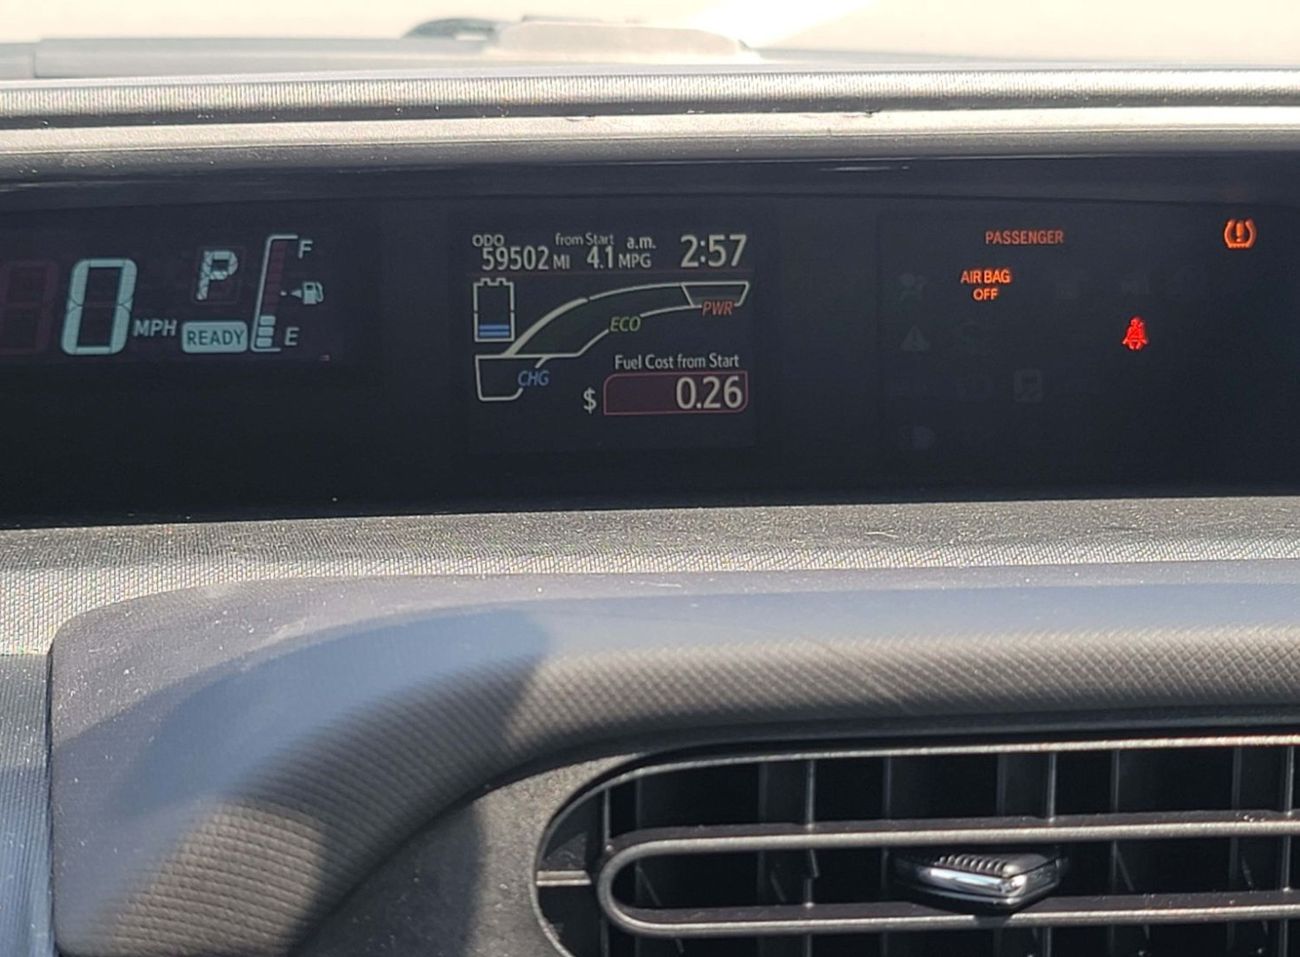 0 MPH
P
READY
F
E
ODO
59502 MI
from Start
4.1 MPG
a.m.
2:57
PWR
ECO
CHG
Fuel Cost from Start
$ 0.26
PASSENGER
AIR BAG
OFF